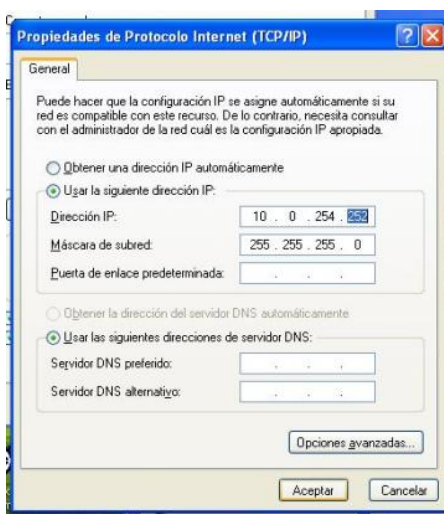 Propiedades de Protocolo Internet (TCP/IP)
General
Puede hacer que la configuración IP se asigne automáticamente si su
red es compatible con este recurso. De lo contrario, necesita consultar
con el administrador de la red cuál es la configuración IP apropiada.
Obtener una dirección IP automáticamente
Usar la siguiente dirección IP:
Dirección IP: 10 . 0 . 254 . 252
Máscara de subred: 255 . 255 . 255 . 0
Puerta de enlace predeterminada: . . .
Obtener la dirección del servidor DNS automáticamente
Usar las siguientes direcciones de servidor DNS:
Servidor DNS preferido: . . .
Servidor DNS alternativo: . . .
Opciones avanzadas...
Aceptar Cancelar